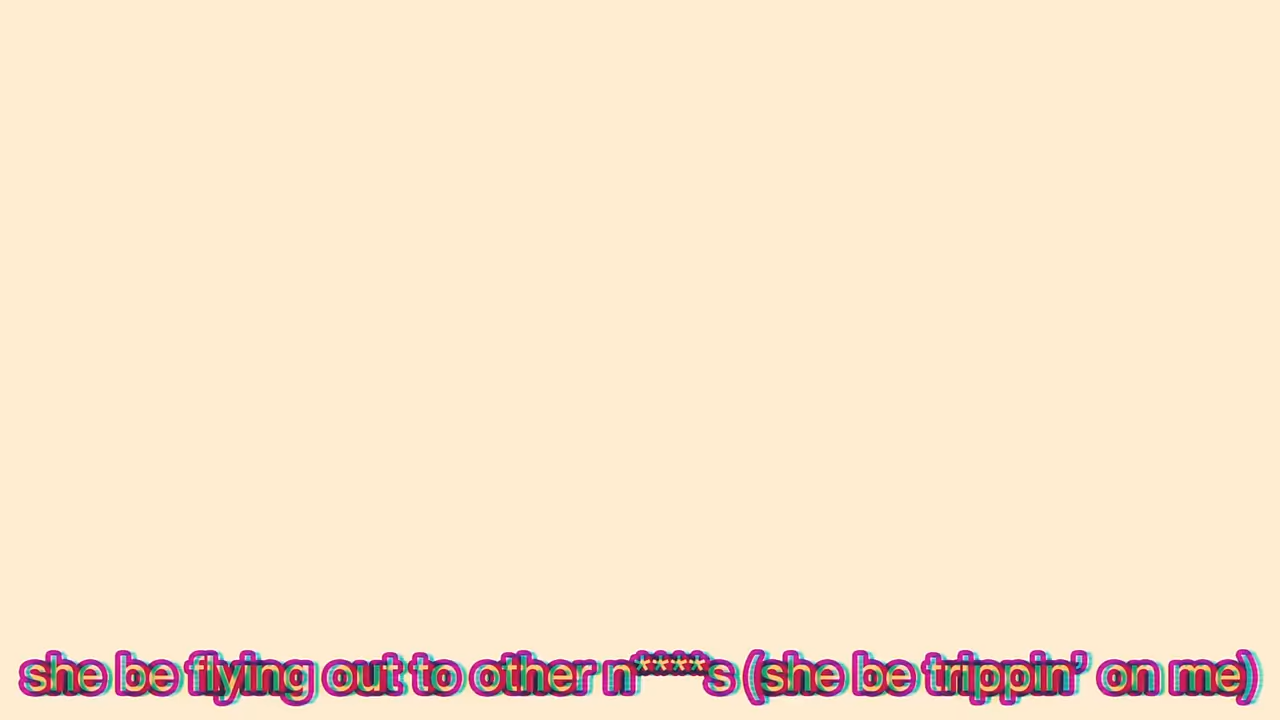 she be flying out to other n****s (she be trippin’ on me)